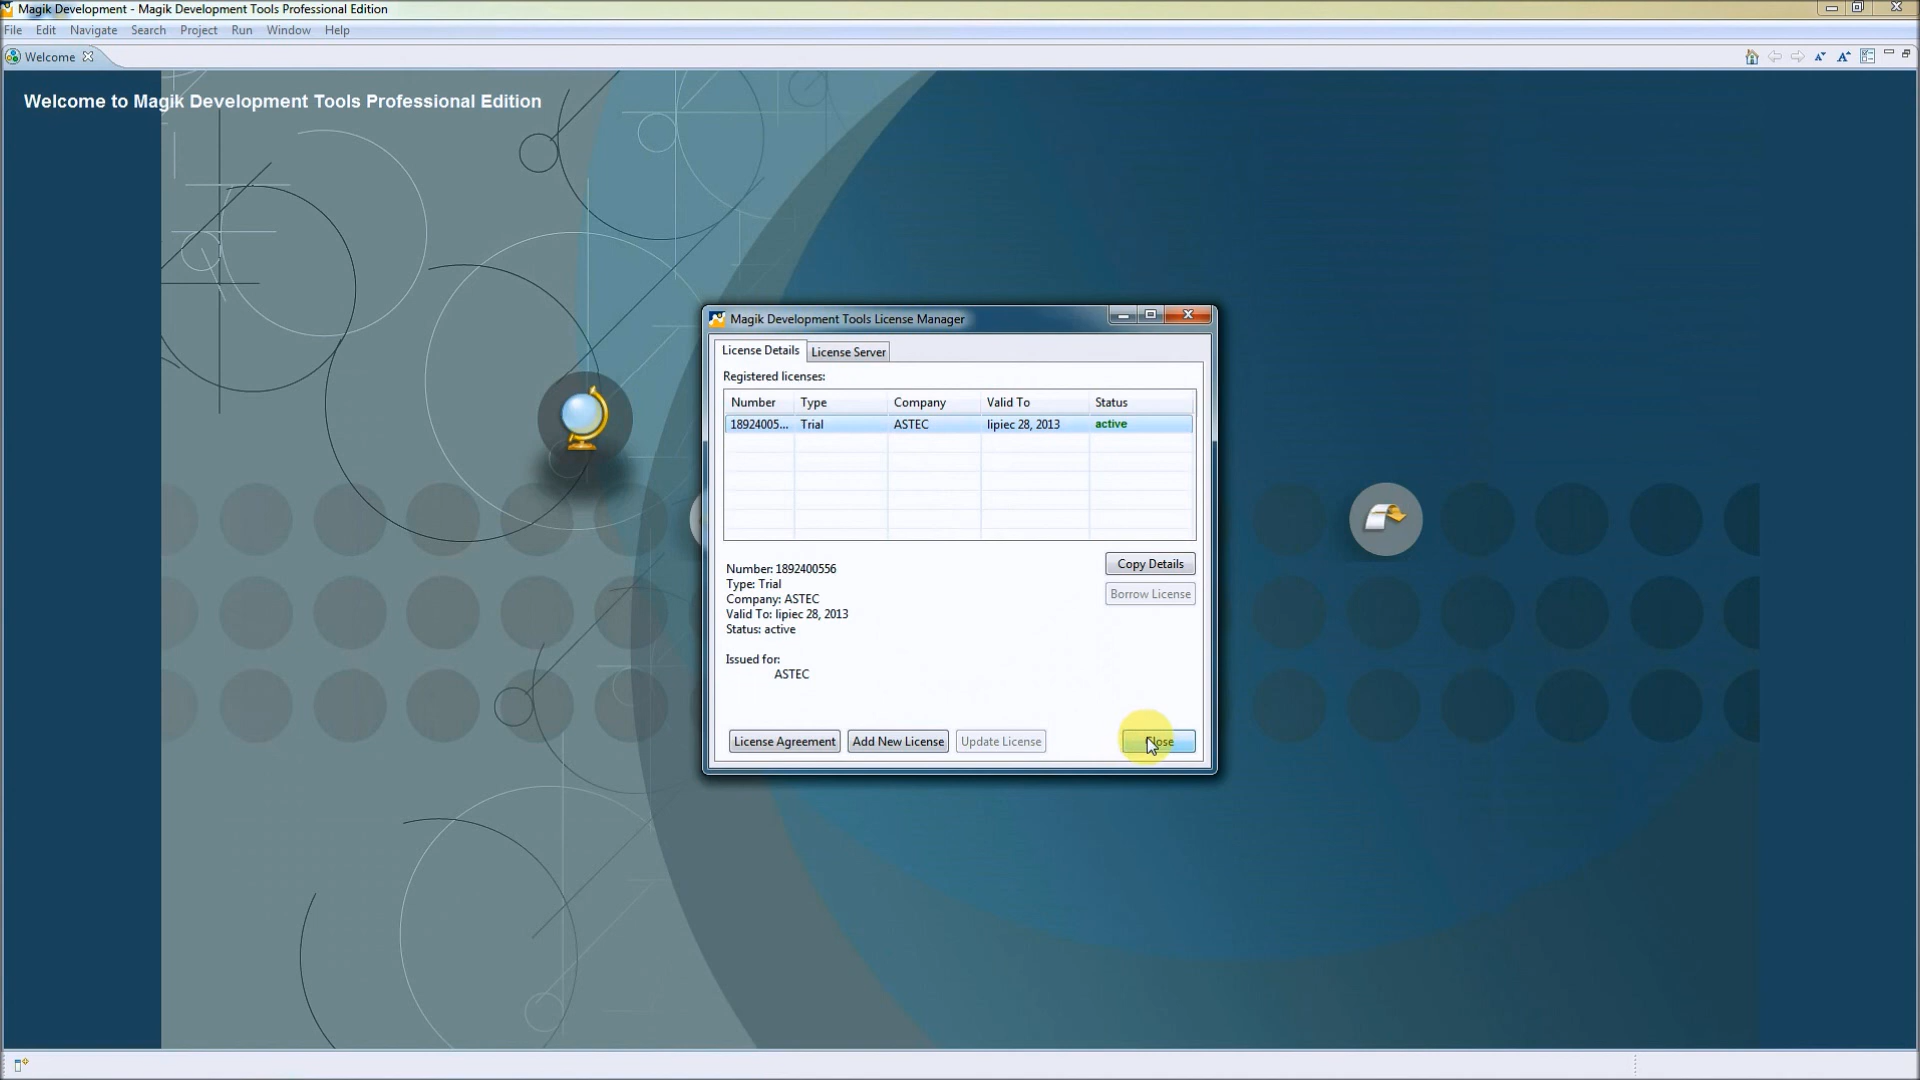 Magik Development - Magik Development Tools Professional Edition
File Edit Navigate Search Project Run Window Help
Welcome
Welcome to Magik Development Tools Professional Edition
Magik Development Tools License Manager
License Details License Server
Registered licenses:
Number Type Company Valid To Status
18924005... Trial ASTEC lipiec 28, 2013 active
Number: 1892400556
Type: Trial
Company: ASTEC
Valid To: lipiec 28, 2013
Status: active
Issued for:
ASTEC
Copy Details
Borrow License
License Agreement Add New License Update License Close